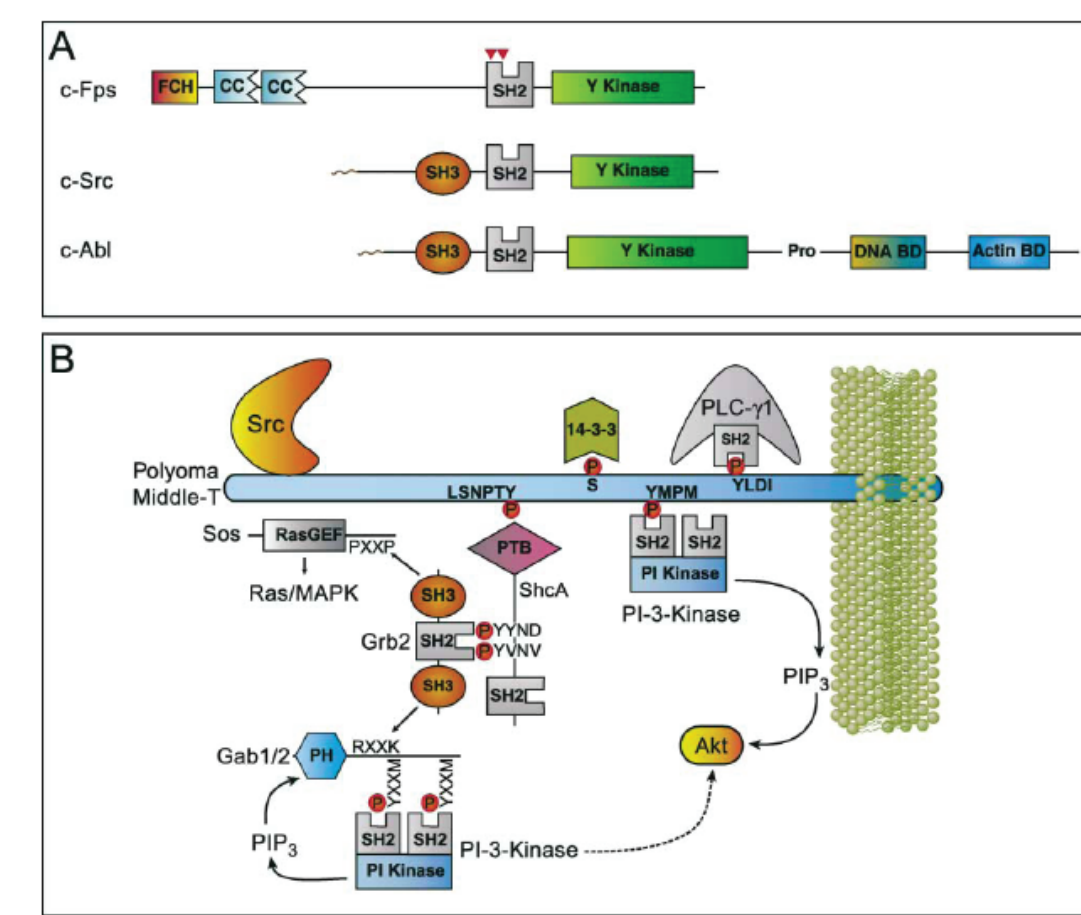 A
c-Fps
FCH
CC
CC
SH2
Y Kinase
c-Src
SH3
SH2
Y Kinase
c-Abl
SH3
SH2
Y Kinase
Pro
DNA BD
Actin BD
B
Src
14-3-3
PLC-γ1
SH2
Polyoma
Middle-T
P
S
P
YLDI
LSNPTY
YMPM
P
P
Sos
RasGEF
PXXP
PTB
SH2
SH2
PI Kinase
Ras/MAPK
ShcA
PI-3-Kinase
SH3
Grb2
SH2
P
YYND
P
YVNV
SH3
SH2
PIP3
Gab1/2
PH
RXXK
Akt
YXXM
YXXM
P
P
PIP3
SH2
SH2
PI Kinase
PI-3-Kinase